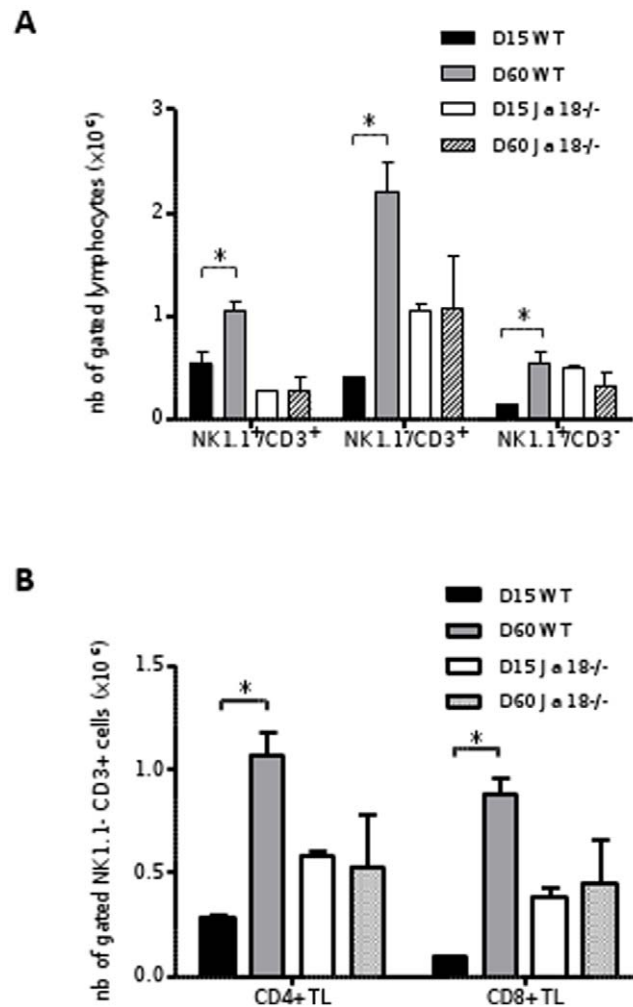 A
D15 WT
D60 WT
D15 Ja 18-/-
D60 Ja 18-/-
nb of gated lymphocytes (×10⁶)
3
2
1
0
*
*
*
NK1.1⁺/CD3⁺
NK1.1⁻/CD3⁺
NK1.1⁺/CD3⁻
B
D15 WT
D60 WT
D15 Ja 18-/-
D60 Ja 18-/-
nb of gated NK1.1- CD3+ cells (×10⁶)
1.5
1.0
0.5
0.0
*
*
CD4+TL
CD8+TL